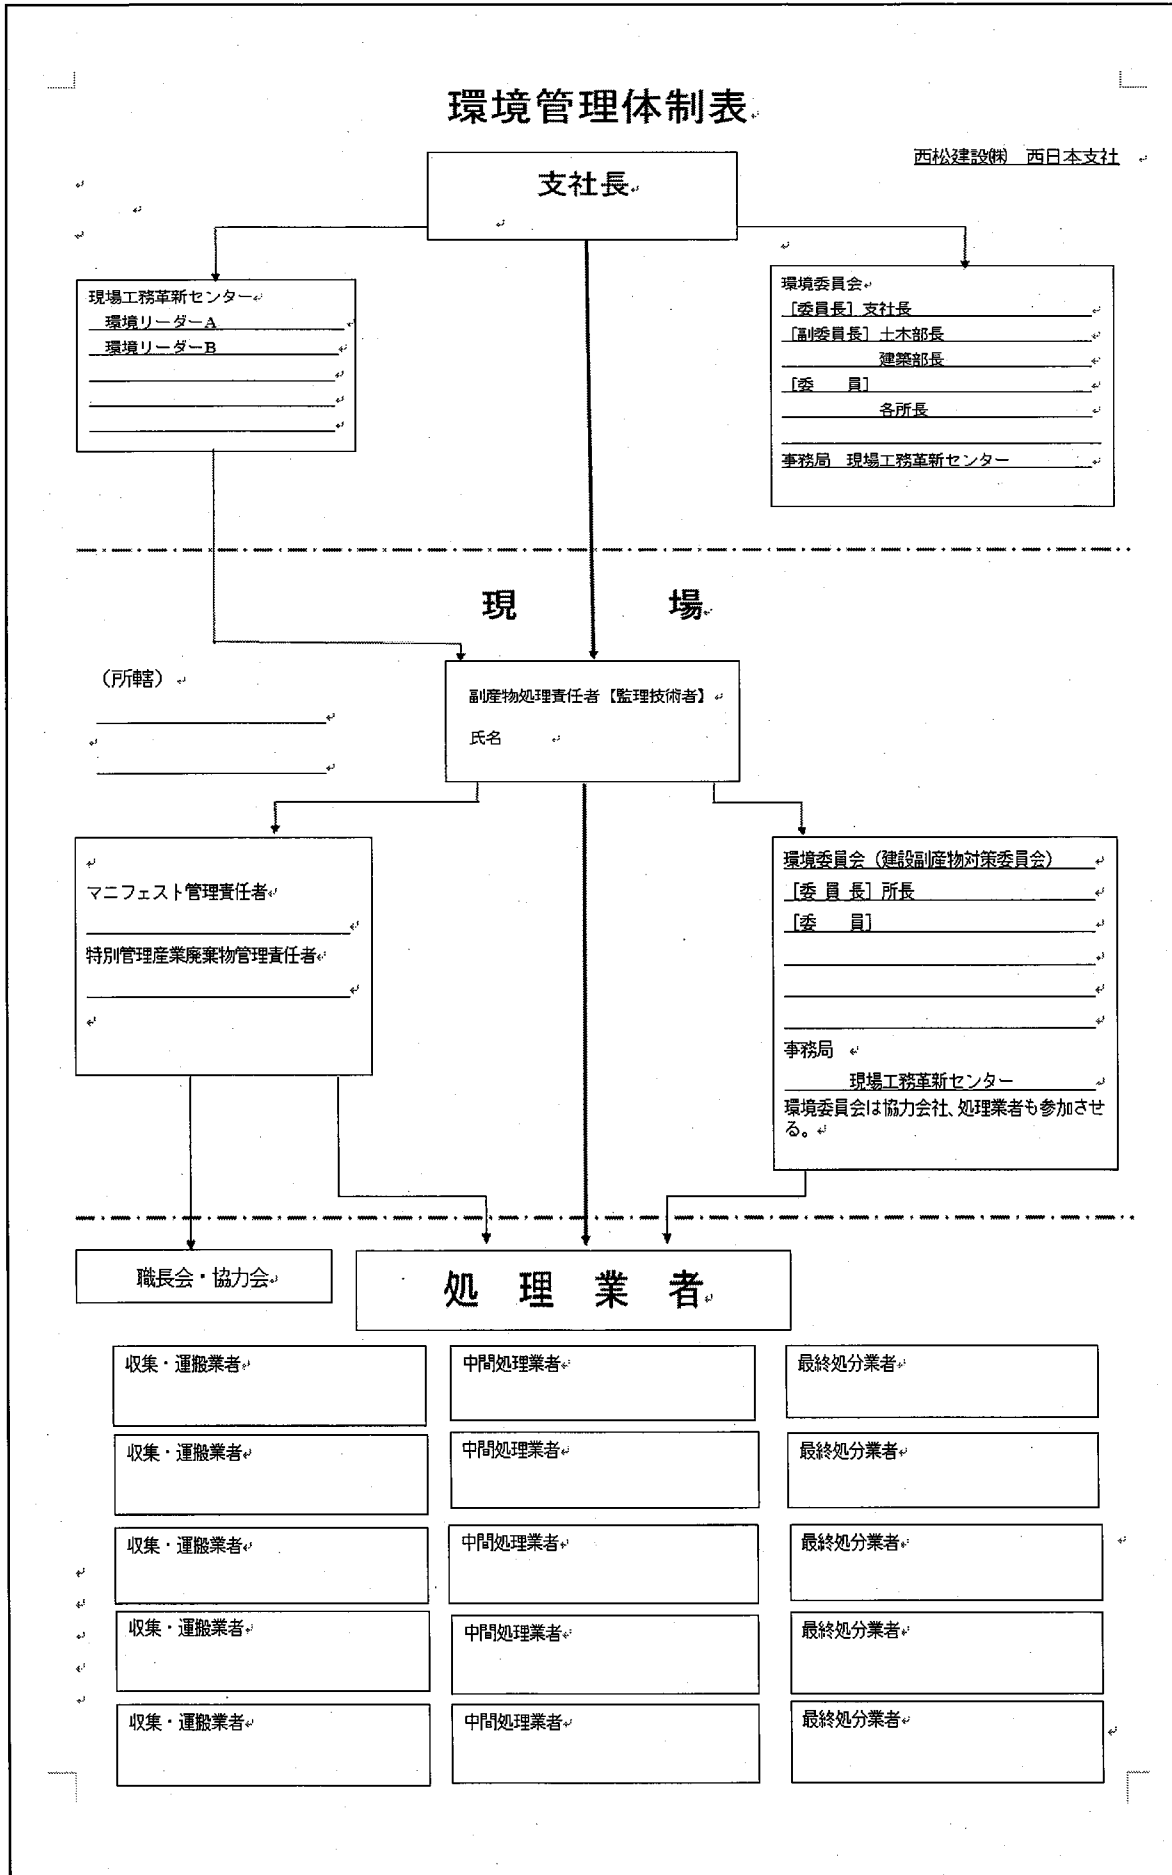 環境管理体制表
西松建設㈱ 西日本支社
支社長
現場工務革新センター
環境リーダーA
環境リーダーB
環境委員会
［委員長］支社長
［副委員長］土木部長
建築部長
［委　員］
各所長
事務局　現場工務革新センター
現　場
（所轄）
副産物処理責任者【監理技術者】
氏名
マニフェスト管理責任者
特別管理産業廃棄物管理責任者
環境委員会（建設副産物対策委員会）
［委 員 長］所長
［委　員］
事務局
現場工務革新センター
環境委員会は協力会社、処理業者も参加させ
る。
職長会・協力会
処　理　業　者
収集・運搬業者
中間処理業者
最終処分業者
収集・運搬業者
中間処理業者
最終処分業者
収集・運搬業者
中間処理業者
最終処分業者
収集・運搬業者
中間処理業者
最終処分業者
収集・運搬業者
中間処理業者
最終処分業者